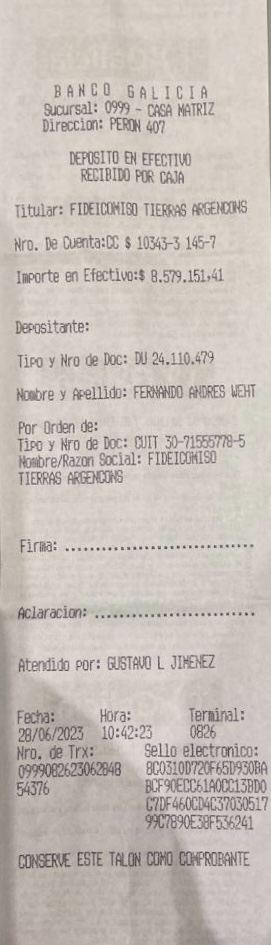 BANCO GALICIA
Sucursal: 0999 - CASA MATRIZ
Direccion: PERON 407
DEPOSITO EN EFECTIVO
RECIBIDO POR CAJA
Titular: FIDEICOMISO TIERRAS ARGENCONS
Nro. De Cuenta:CC $ 10343-3 145-7
Importe en Efectivo:$ 8.579.151,41
Depositante:
Tipo y Nro de Doc: DU 24.110.479
Nombre y Apellido: FERNANDO ANDRES WEHT
Por Orden de:
Tipo y Nro de Doc: CUIT 30-71555778-5
Nombre/Razon Social: FIDEICOMISO
TIERRAS ARGENCONS
Firma: ..............................
Aclaracion: .........................
Atendido por: GUSTAVO L JIMENEZ
Fecha: Hora: Terminal:
28/06/2023 10:42:23 0826
Nro. de Trx: Sello electronico:
0999082623062848 8C0310D720F65D930BA
54376 BCF90ECC61A0CC13BD0
C7DF460CD4C37030517
99C7890E38F536241
CONSERVE ESTE TALON COMO COMPROBANTE